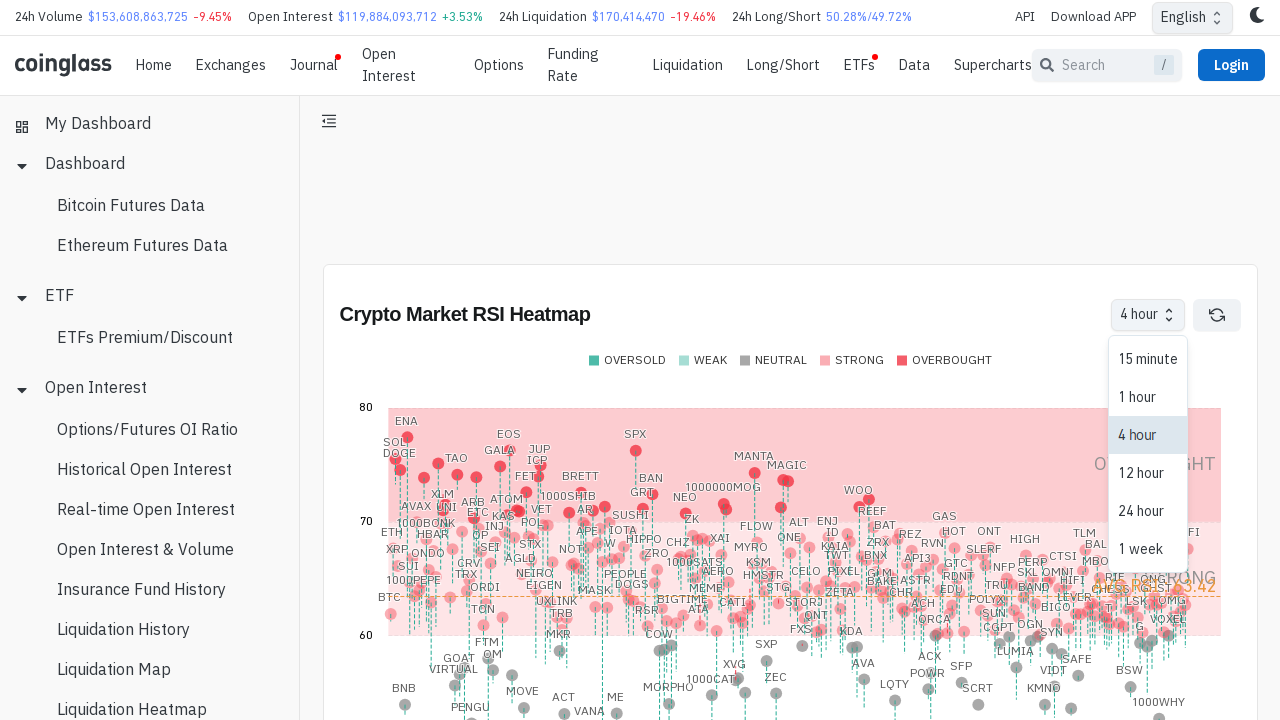 24h Volume $153,608,863,725 -9.45% Open Interest $119,884,093,712 +3.53% 24h Liquidation $170,414,470 -19.46% 24h Long/Short 50.28%/49.72% API Download APP English
coinglass Home Exchanges Journal Open Interest Options Funding Rate Liquidation Long/Short ETFs Data Supercharts Search / Login
My Dashboard
Dashboard
Bitcoin Futures Data
Ethereum Futures Data
ETF
ETFs Premium/Discount
Open Interest
Options/Futures OI Ratio
Historical Open Interest
Real-time Open Interest
Open Interest & Volume
Insurance Fund History
Liquidation History
Liquidation Map
Liquidation Heatmap
Crypto Market RSI Heatmap 4 hour
15 minute
1 hour
4 hour
12 hour
24 hour
1 week
OVERSOLD WEAK NEUTRAL STRONG OVERBOUGHT
80
ENA
EOS SPX
SOL GALA JUP
DOGE TAO ICP MANTA
MAGIC
FET BRETT BAN
XLM ATOM 1000SHIB GRT NEO 1000000MOG WOO
AVAX UNI ARB VET AR REEF
ETC KAS SUSHI
70
1000BONK INJ POL ZK FLOW ALT ENJ BAT GAS
ETH HBAR OP APE IOTA HIPPO CHZ XAI ONE ID REZ HOT ONT HIGH TLM
XRP ONDO SEI STX NOT W ZRO MYRO KAIA ZRX RVN SLERF BAL
SUI CRV AGLD 1000SATS KSM TWT BNX API3 GTC NFP PERP CTSI MBO
1000PEPE TRX NEIRO PEOPLE AERO HMSTR CELO PIXEL GLM RDNT SKL OMNI
ORDI EIGEN MASK DOGS MEME STG ZETA BAKE ASTR EDU TRU BAND HIFI CHESS
BTC TON UXLINK RSR BIGTIME CATI STORJ CHR ACH POLYX BICO LEVER LSK OMG
TRB ATA QNT ORCA SUN VOXEL
60
FTM MKR COW FXS KDA CGPT OGN SYN
GOAT OM SXP ACK LUMIA SAFE
VIRTUAL XVG AVA POWR SFP VIDT BSW
BNB MOVE MORPHO 1000CAT ZEC LQTY SCRT KMNO
PENGU ACT ME 1000WHY
VANA